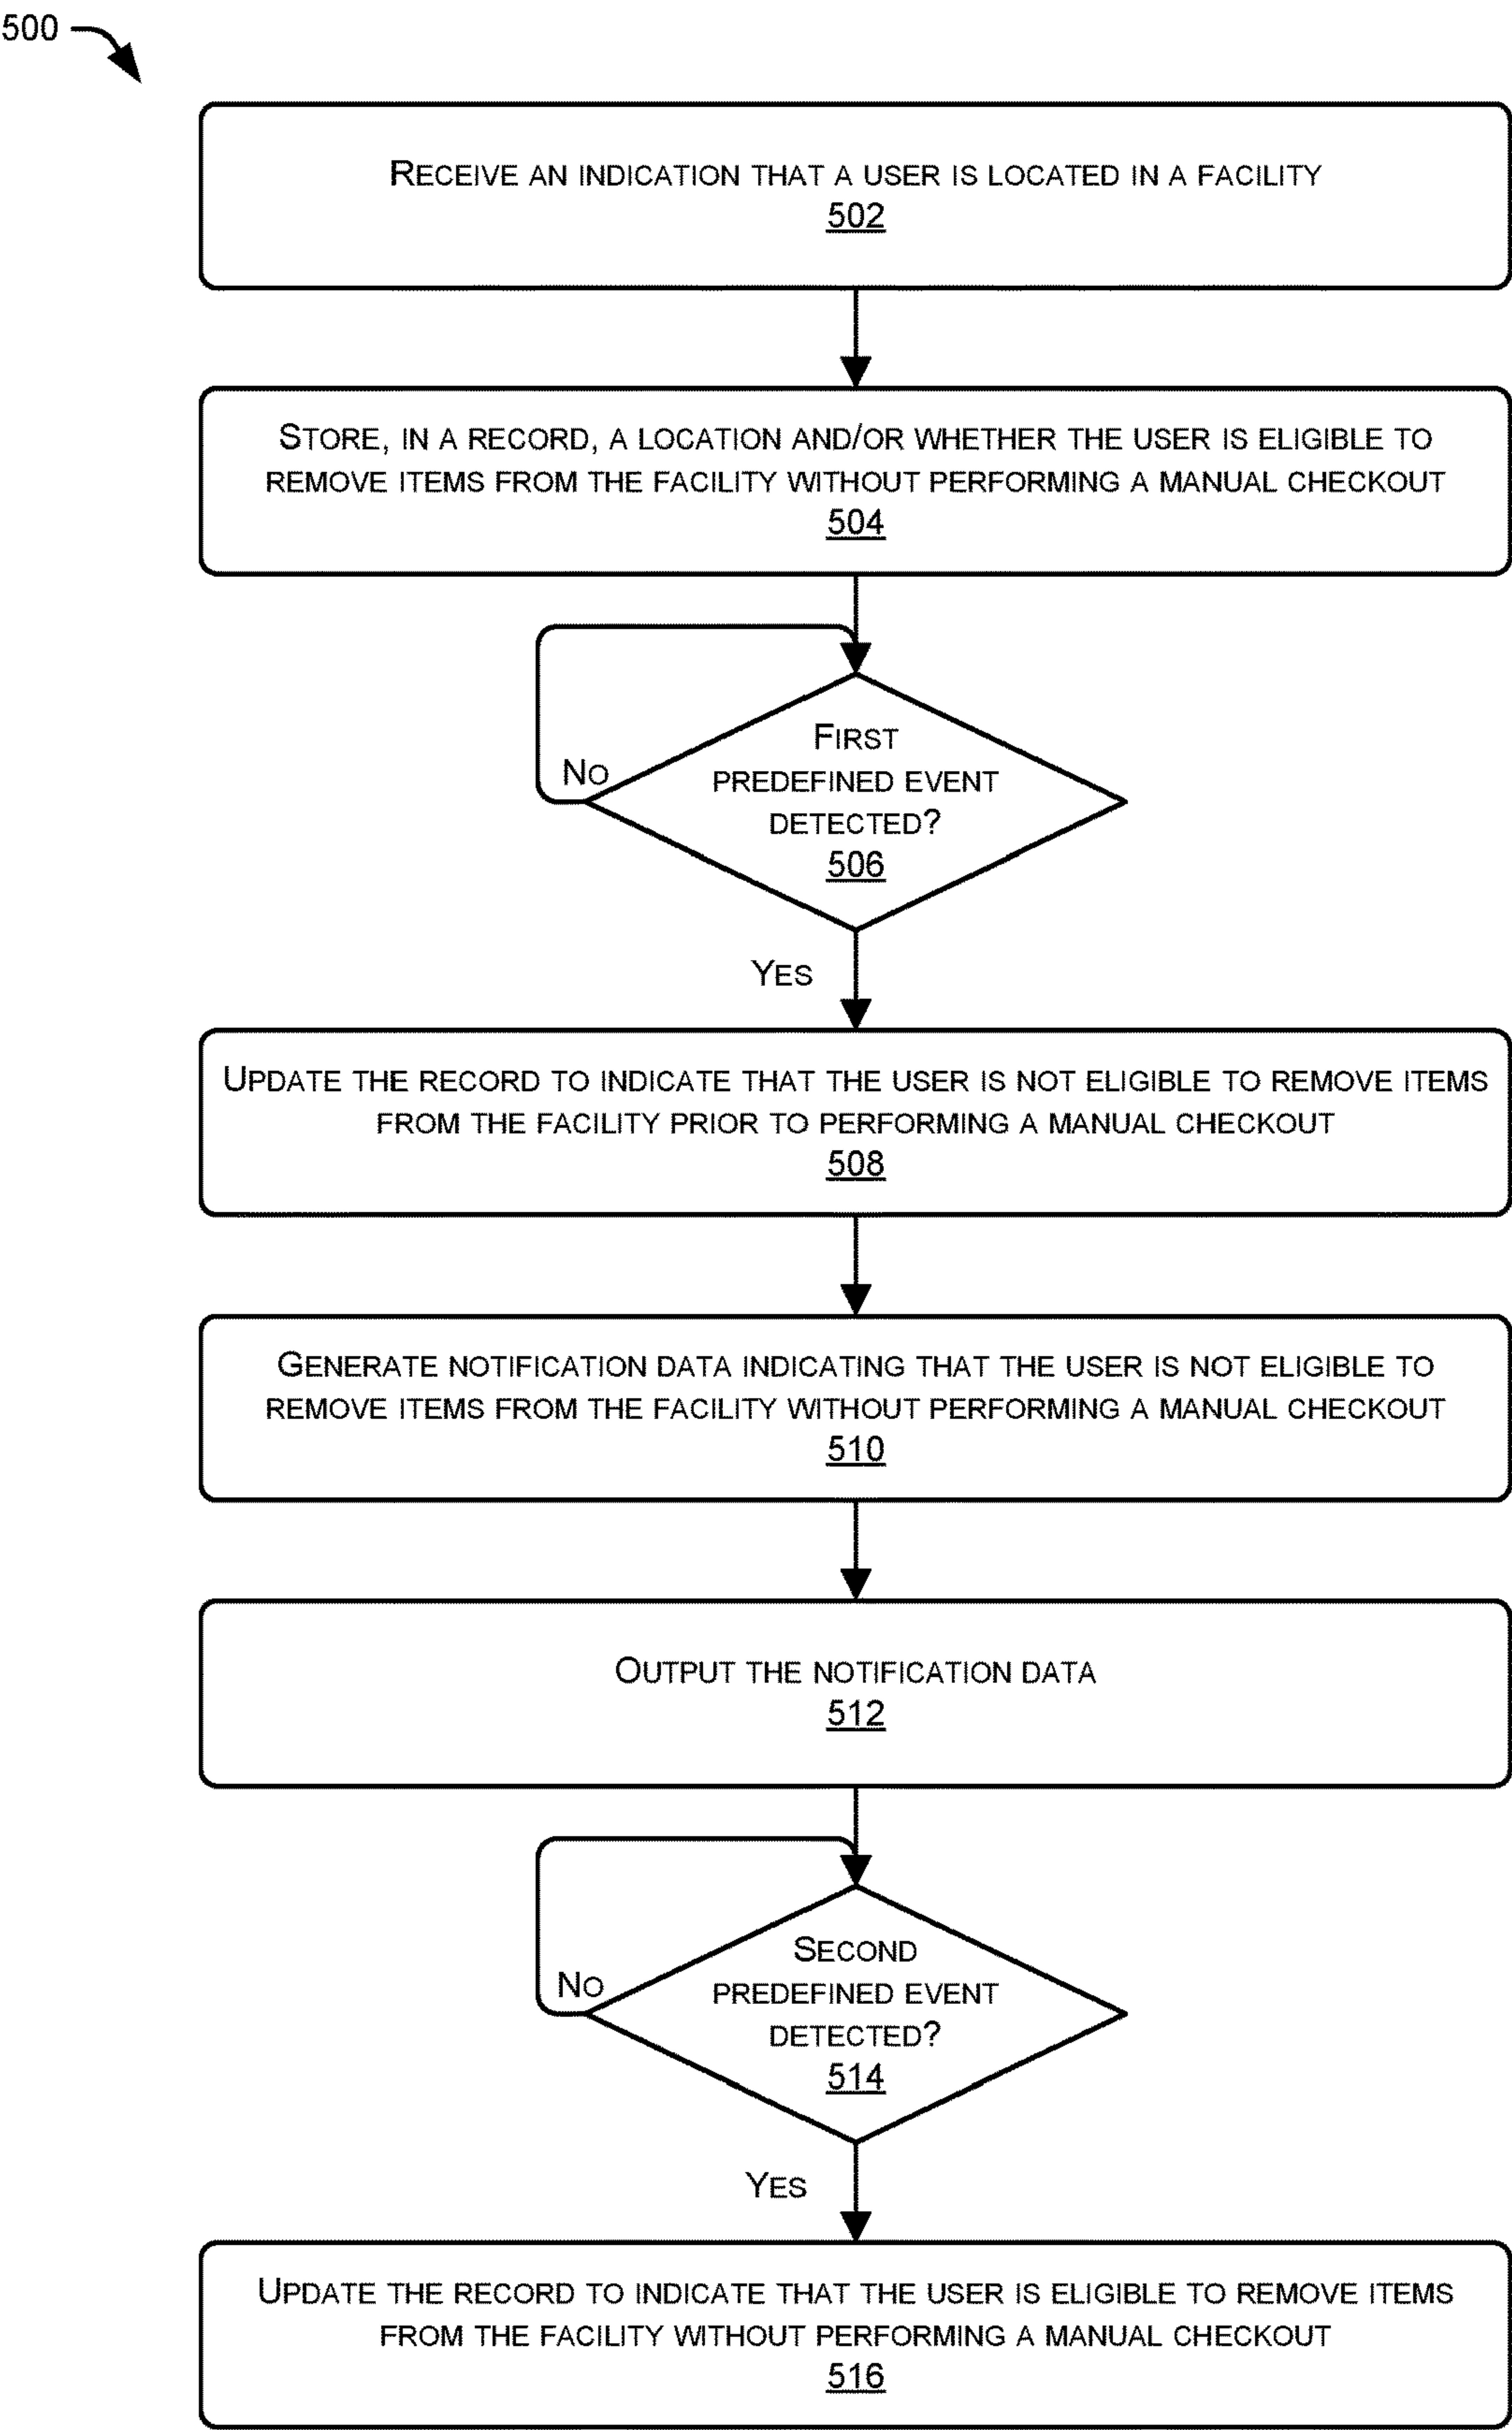 500
Receive an indication that a user is located in a facility
502
Store, in a record, a location and/or whether the user is eligible to
remove items from the facility without performing a manual checkout
504
First
predefined event
detected?
506
No
Yes
Update the record to indicate that the user is not eligible to remove items
from the facility prior to performing a manual checkout
508
Generate notification data indicating that the user is not eligible to
remove items from the facility without performing a manual checkout
510
Output the notification data
512
Second
predefined event
detected?
514
No
Yes
Update the record to indicate that the user is eligible to remove items
from the facility without performing a manual checkout
516